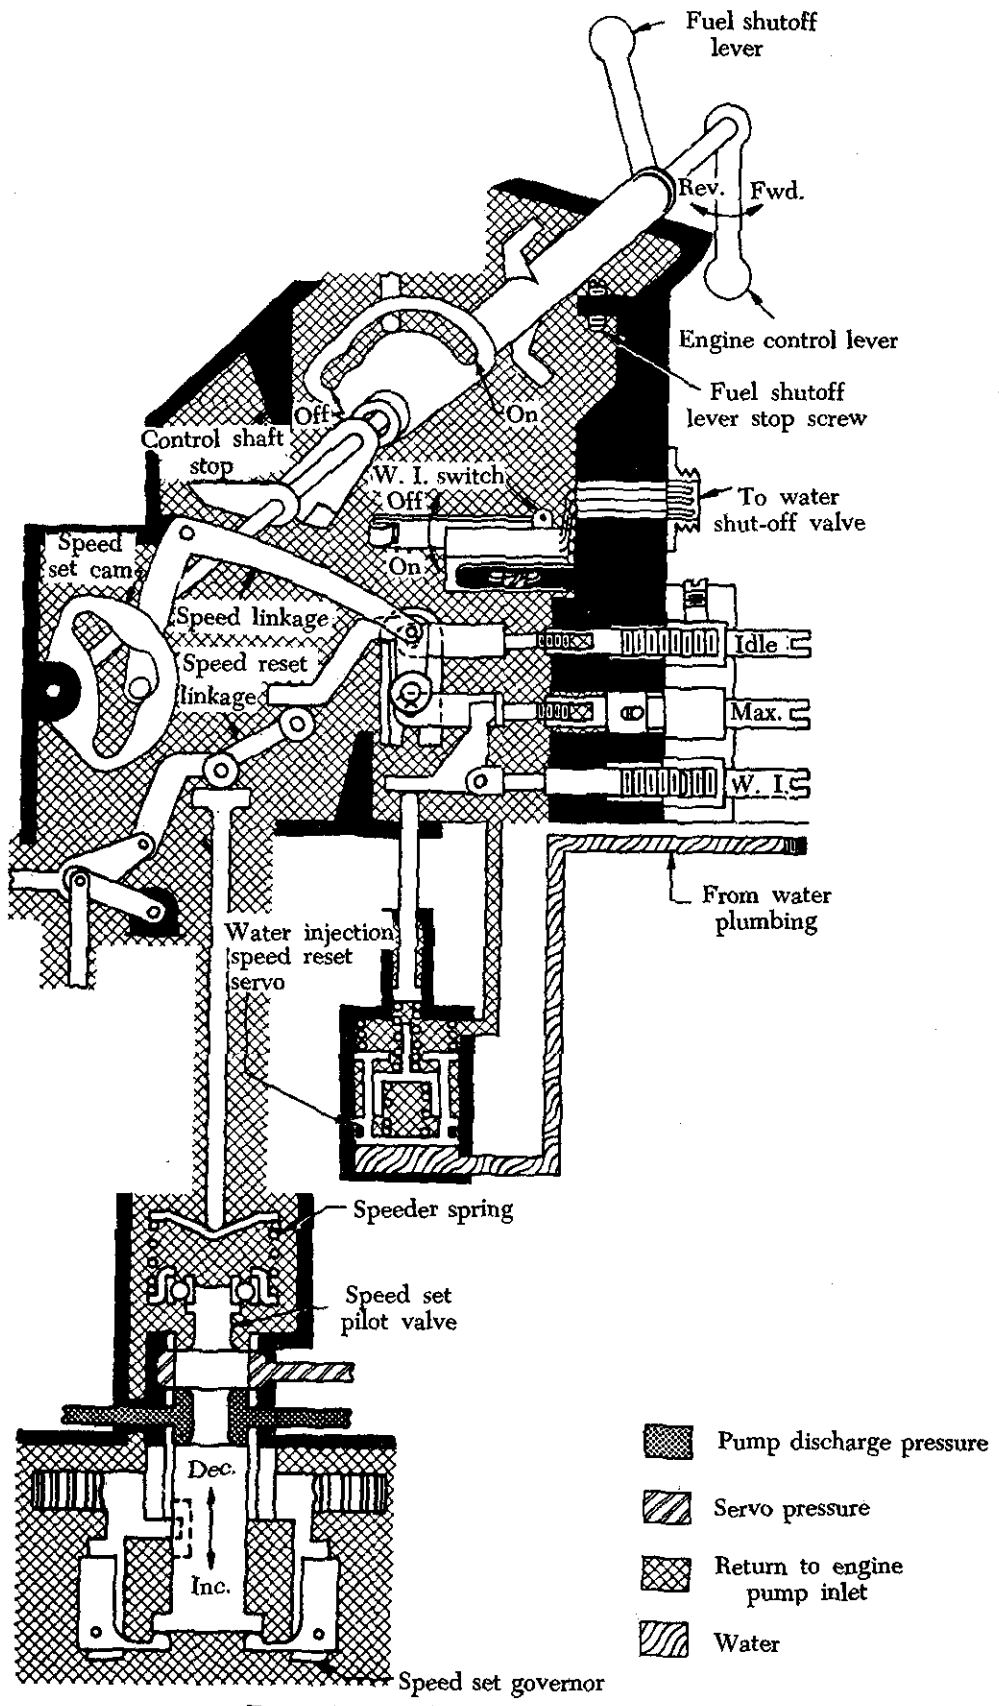 Fuel shutoff
lever
Rev.
Fwd.
Engine control lever
Fuel shutoff
lever stop screw
Off
On
Control shaft
stop
W. I. switch
Off
On
To water
shut-off valve
Speed
set cam
Speed linkage
Speed reset
linkage
Idle
Max.
W. I.
From water
plumbing
Water injection
speed reset
servo
Speeder spring
Speed set
pilot valve
Dec.
Inc.
Speed set governor
Pump discharge pressure
Servo pressure
Return to engine
pump inlet
Water